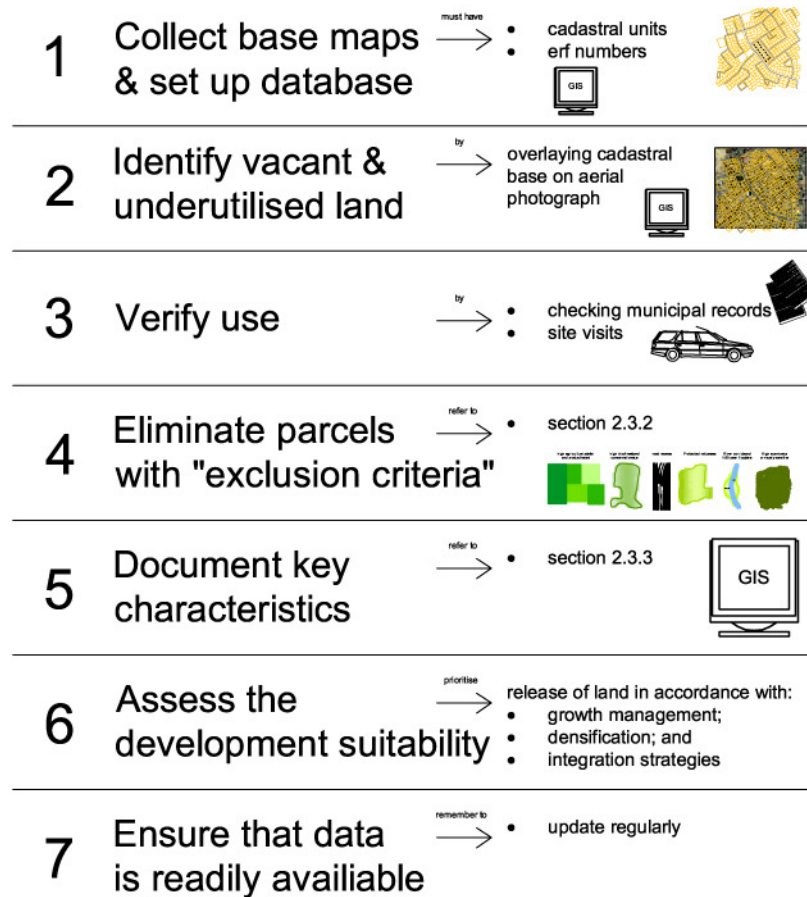 1
Collect base maps
& set up database
must have
• cadastral units
• erf numbers
GIS
2
Identify vacant &
underutilised land
by
overlaying cadastral
base on aerial
photograph
GIS
3
Verify use
by
• checking municipal records
• site visits
4
Eliminate parcels
with "exclusion criteria"
refer to
• section 2.3.2
5
Document key
characteristics
refer to
• section 2.3.3
GIS
6
Assess the
development suitability
prioritise
release of land in accordance with:
• growth management;
• densification; and
• integration strategies
7
Ensure that data
is readily availiable
remember to
• update regularly